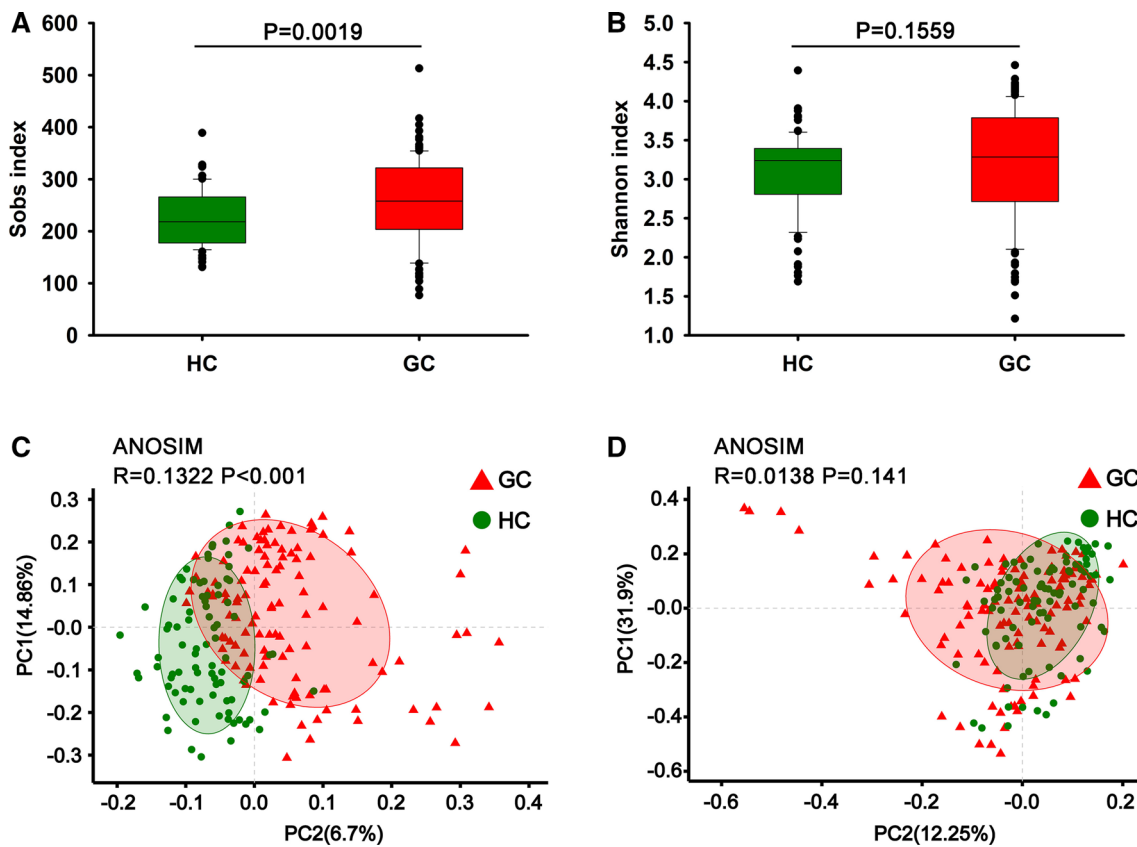 A
P=0.0019
Sobs index
600
500
400
300
200
100
0
HC
GC
B
P=0.1559
Shannon index
5.0
4.5
4.0
3.5
3.0
2.5
2.0
1.5
1.0
HC
GC
C
ANOSIM
R=0.1322 P<0.001
GC
HC
PC1(14.86%)
0.3
0.2
0.1
-0.0
-0.1
-0.2
-0.3
-0.2
-0.1
0.0
0.1
0.2
0.3
0.4
PC2(6.7%)
D
ANOSIM
R=0.0138 P=0.141
GC
HC
PC1(31.9%)
0.4
0.2
-0.0
-0.2
-0.4
-0.6
-0.6
-0.4
-0.2
-0.0
0.2
PC2(12.25%)